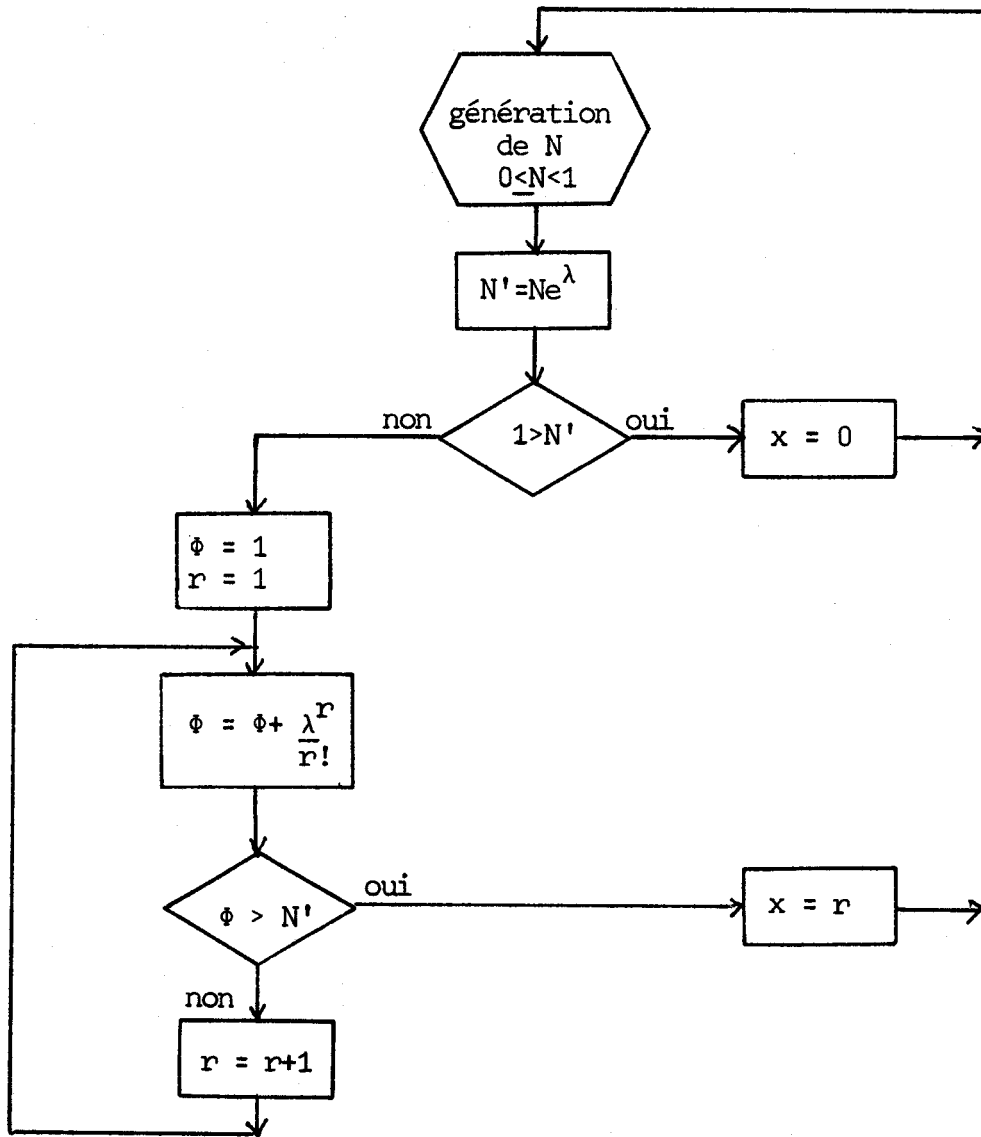 génération
de N
0≤N<1
N'=Ne^λ
non
1>N'
oui
x = 0
Φ = 1
r = 1
Φ = Φ+ λ^r/r!
oui
Φ > N'
x = r
non
r = r+1